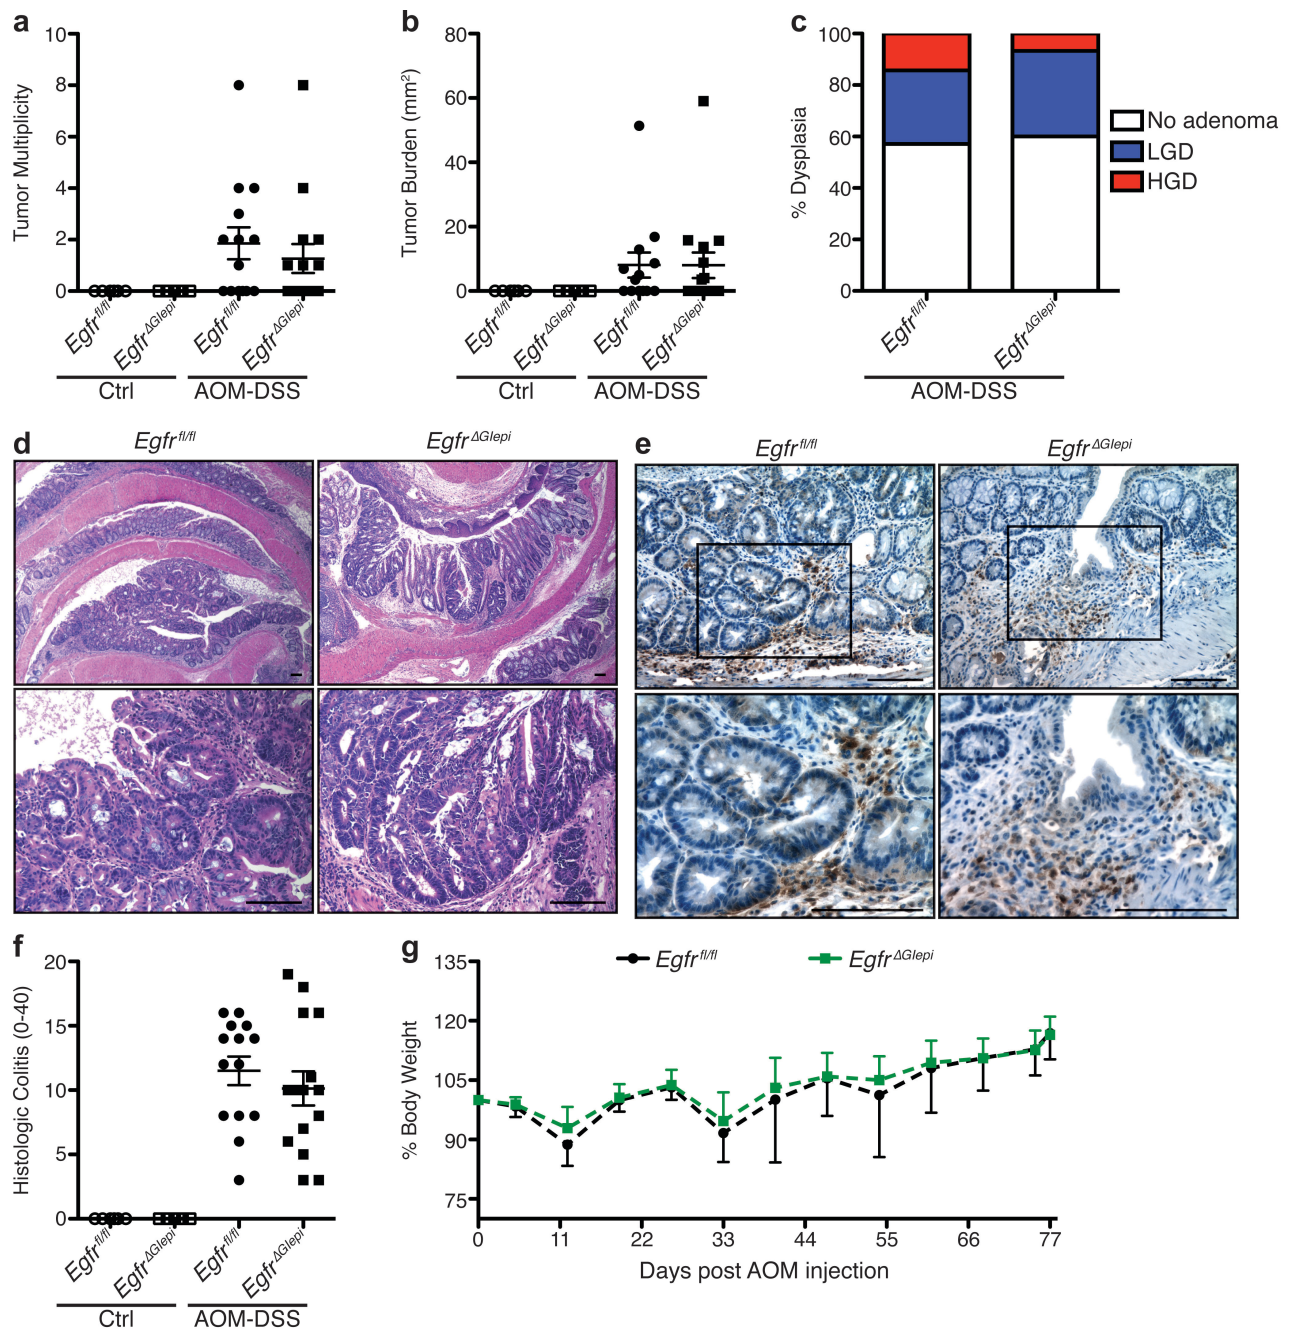 a
Tumor Multiplicity
10
8
6
4
2
0
Egfr fl/fl
Egfr ΔGIepi
Egfr fl/fl
Egfr ΔGIepi
Ctrl
AOM-DSS
b
Tumor Burden (mm²)
80
60
40
20
0
Egfr fl/fl
Egfr ΔGIepi
Egfr fl/fl
Egfr ΔGIepi
Ctrl
AOM-DSS
c
% Dysplasia
100
80
60
40
20
0
Egfr fl/fl
Egfr ΔGIepi
AOM-DSS
No adenoma
LGD
HGD
d
Egfr fl/fl
Egfr ΔGIepi
e
Egfr fl/fl
Egfr ΔGIepi
f
Histologic Colitis (0-40)
20
15
10
5
0
Egfr fl/fl
Egfr ΔGIepi
Egfr fl/fl
Egfr ΔGIepi
Ctrl
AOM-DSS
g
Egfr fl/fl
Egfr ΔGIepi
% Body Weight
135
120
105
90
75
0 11 22 33 44 55 66 77
Days post AOM injection